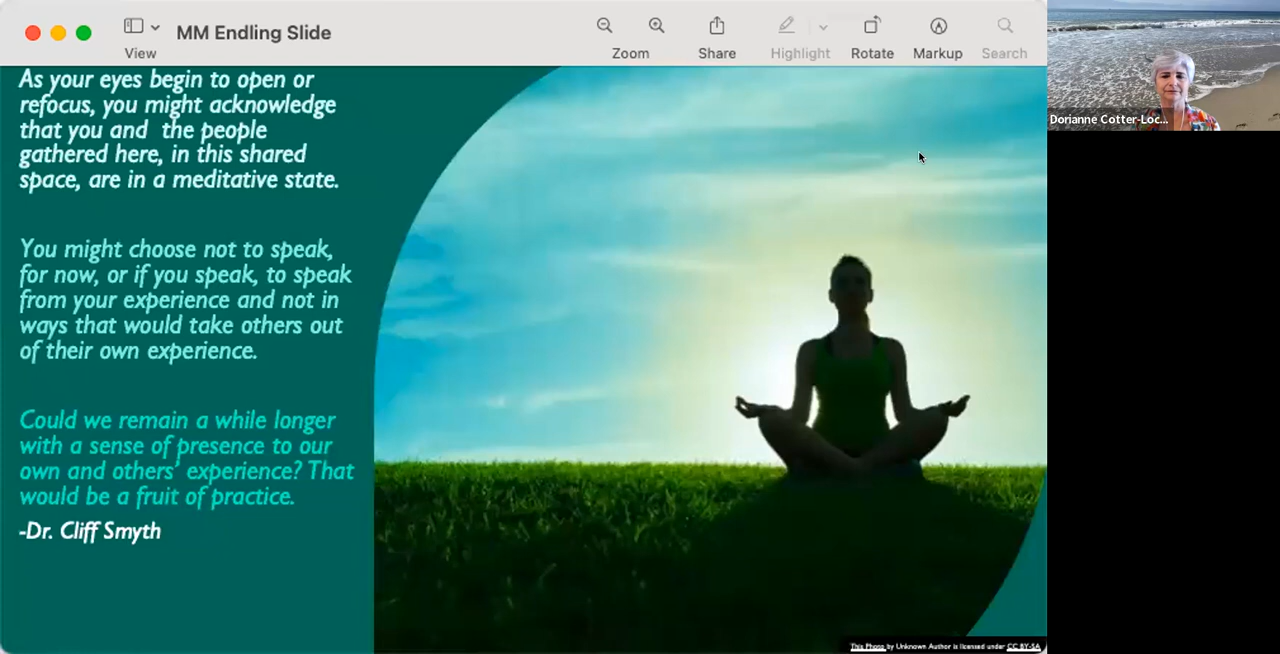 MM Endling Slide
View
Zoom
Share
Highlight
Rotate
Markup
Search
As your eyes begin to open or
refocus, you might acknowledge
that you and the people
gathered here, in this shared
space, are in a meditative state.
You might choose not to speak,
for now, or if you speak, to speak
from your experience and not in
ways that would take others out
of their own experience.
Could we remain a while longer
with a sense of presence to our
own and others' experience? That
would be a fruit of practice.
-Dr. Cliff Smyth
This Photo by Unknown Author is licensed under CC BY-SA
Dorianne Cotter-Loc...